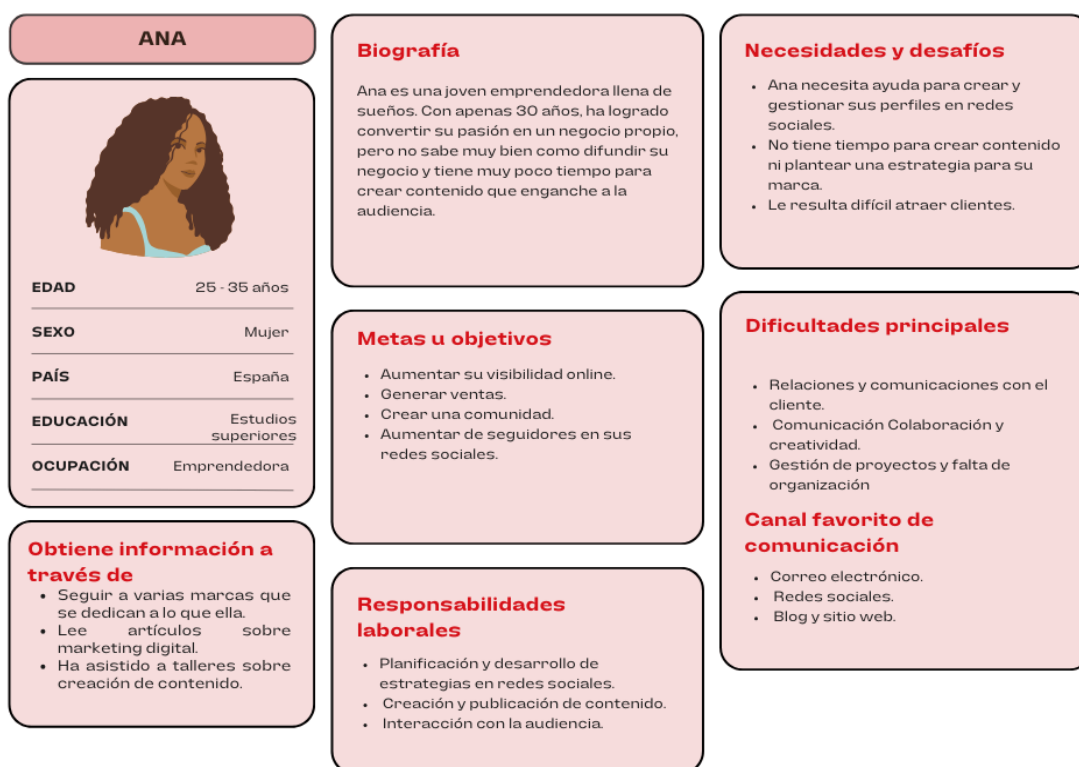 ANA
EDAD 25 - 35 años
SEXO Mujer
PAÍS España
EDUCACIÓN Estudios
superiores
OCUPACIÓN Emprendedora
Obtiene información a
través de
• Seguir a varias marcas que
se dedican a lo que ella.
• Lee artículos sobre
marketing digital.
• Ha asistido a talleres sobre
creación de contenido.
Biografía
Ana es una joven emprendedora llena de
sueños. Con apenas 30 años, ha logrado
convertir su pasión en un negocio propio,
pero no sabe muy bien como difundir su
negocio y tiene muy poco tiempo para
crear contenido que enganche a la
audiencia.
Metas u objetivos
• Aumentar su visibilidad online.
• Generar ventas.
• Crear una comunidad.
• Aumentar de seguidores en sus
redes sociales.
Responsabilidades
laborales
• Planificación y desarrollo de
estrategias en redes sociales.
• Creación y publicación de contenido.
• Interacción con la audiencia.
Necesidades y desafíos
• Ana necesita ayuda para crear y
gestionar sus perfiles en redes
sociales.
• No tiene tiempo para crear contenido
ni plantear una estrategia para su
marca.
• Le resulta difícil atraer clientes.
Dificultades principales
• Relaciones y comunicaciones con el
cliente.
• Comunicación Colaboración y
creatividad.
• Gestión de proyectos y falta de
organización
Canal favorito de
comunicación
• Correo electrónico.
• Redes sociales.
• Blog y sitio web.